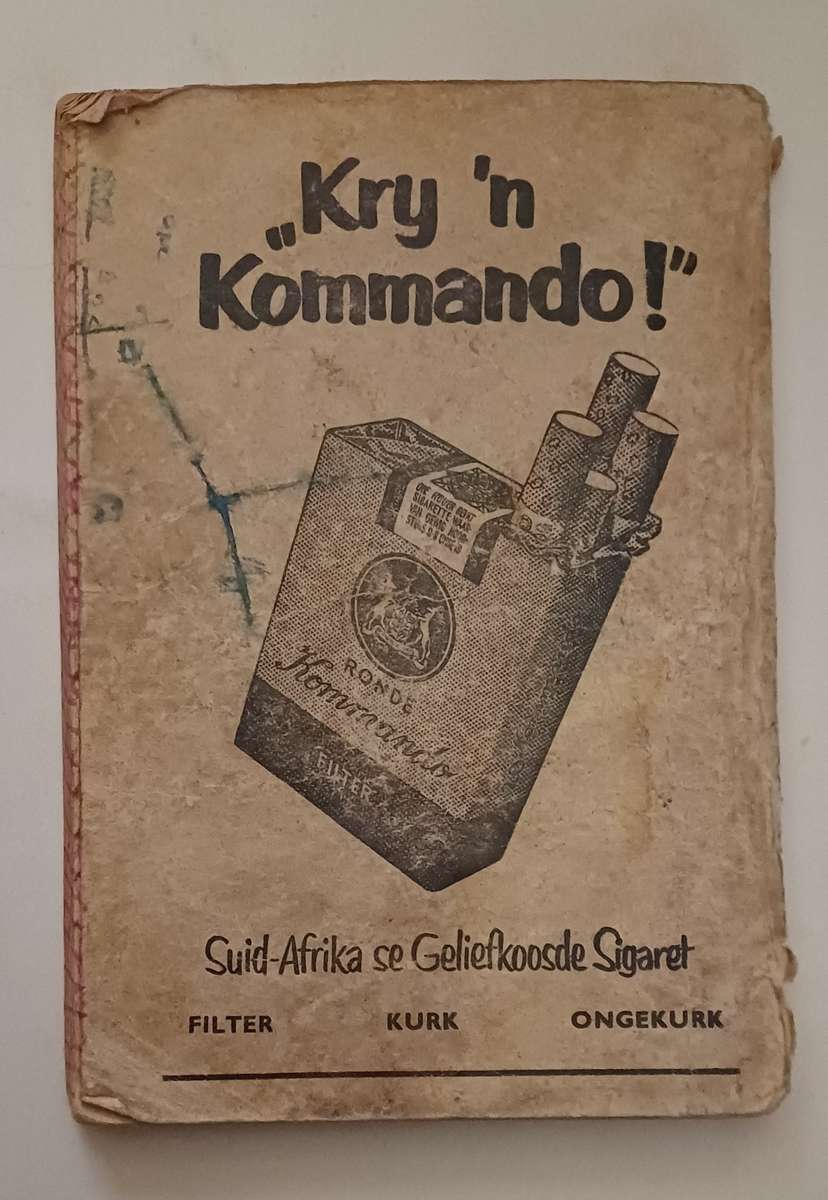 „Kry 'n
Kommando!”
RONDE
Kommando
FILTER
Suid-Afrika se Geliefkoosde Sigaret
FILTER KURK ONGEKURK